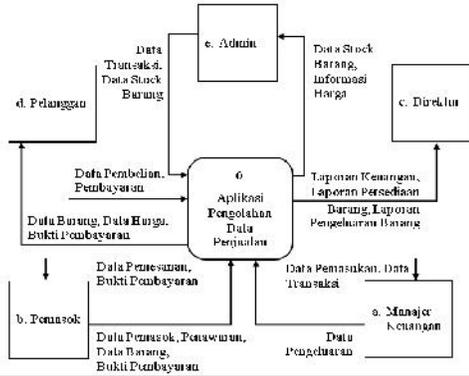 e. Admin
Data
Transaksi,
Data Stock
Barang
Data Stock
Barang,
Informasi
Harga
d. Pelanggan
c. Direktur
Data Pembelian,
Pembayaran
0
Aplikasi
Pengolahan
Data
Penjualan
Laporan Keuangan,
Laporan Persediaan
Barang, Laporan
Pengeluaran Barang
Data Barang, Data Harga,
Bukti Pembayaran
Data Pemesanan,
Bukti Pembayaran
Data Pemasukan, Data
Transaksi
b. Pemasok
a. Manajer
Keuangan
Data Pemasok, Penawaran,
Data Barang,
Bukti Pembayaran
Data
Pengeluaran